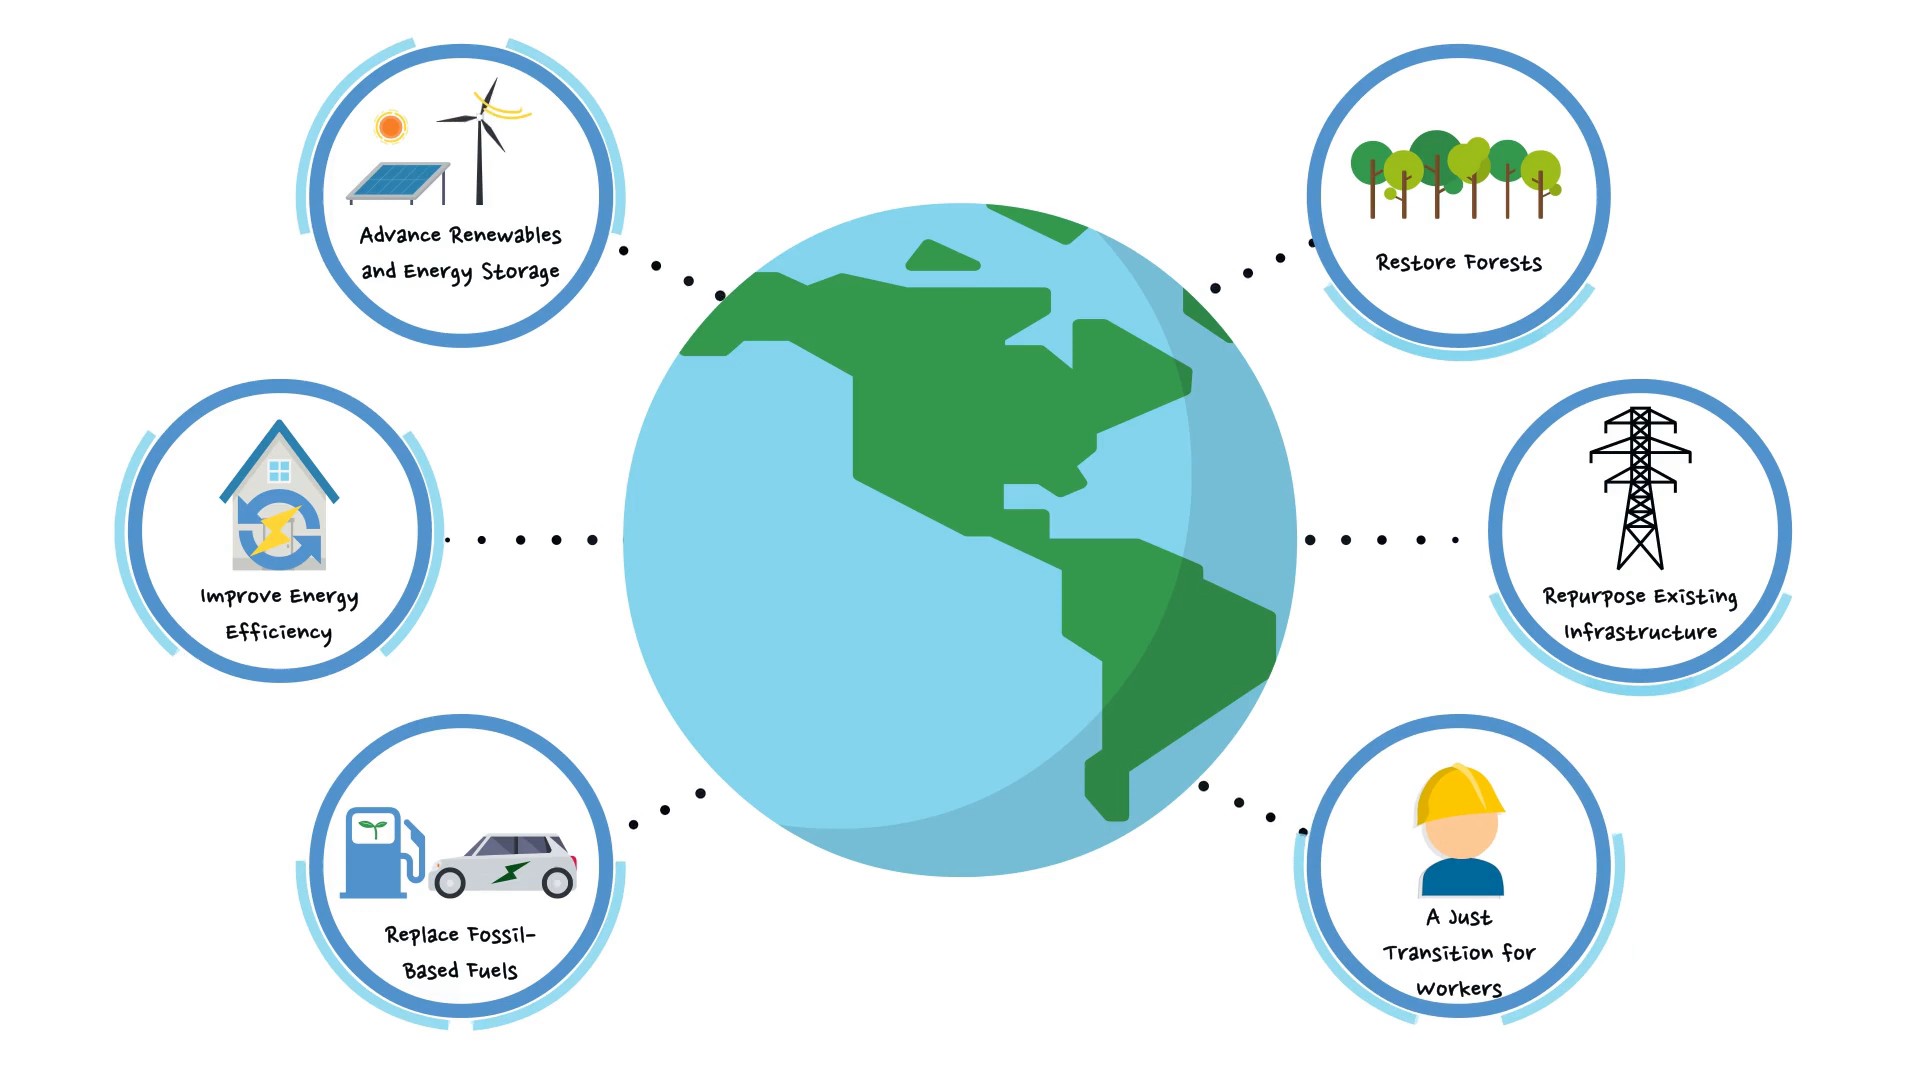 Advance Renewables
and Energy Storage
Restore Forests
Improve Energy
Efficiency
Repurpose Existing
Infrastructure
Replace Fossil-
Based Fuels
A Just
Transition for
Workers